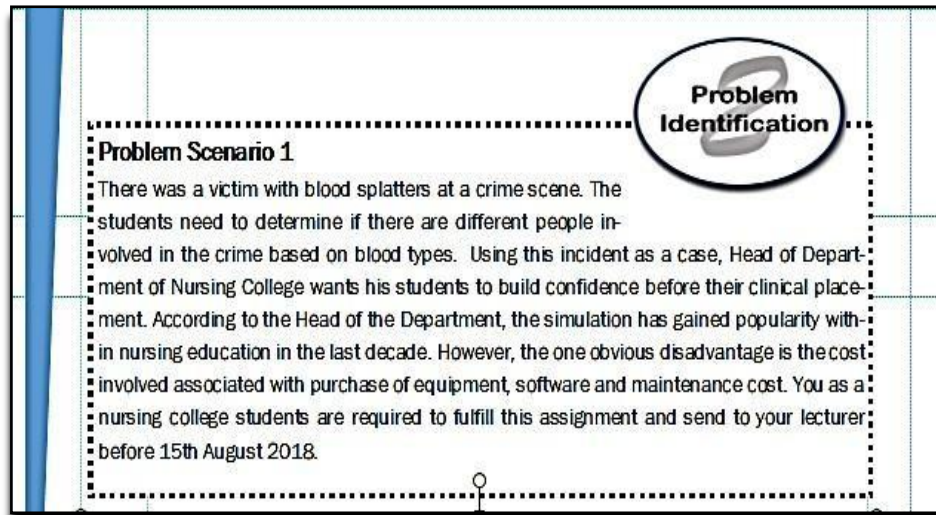 Problem
Identification
Problem Scenario 1
There was a victim with blood splatters at a crime scene. The
students need to determine if there are different people in-
volved in the crime based on blood types. Using this incident as a case, Head of Depart-
ment of Nursing College wants his students to build confidence before their clinical place-
ment. According to the Head of the Department, the simulation has gained popularity with-
in nursing education in the last decade. However, the one obvious disadvantage is the cost
involved associated with purchase of equipment, software and maintenance cost. You as a
nursing college students are required to fulfill this assignment and send to your lecturer
before 15th August 2018.